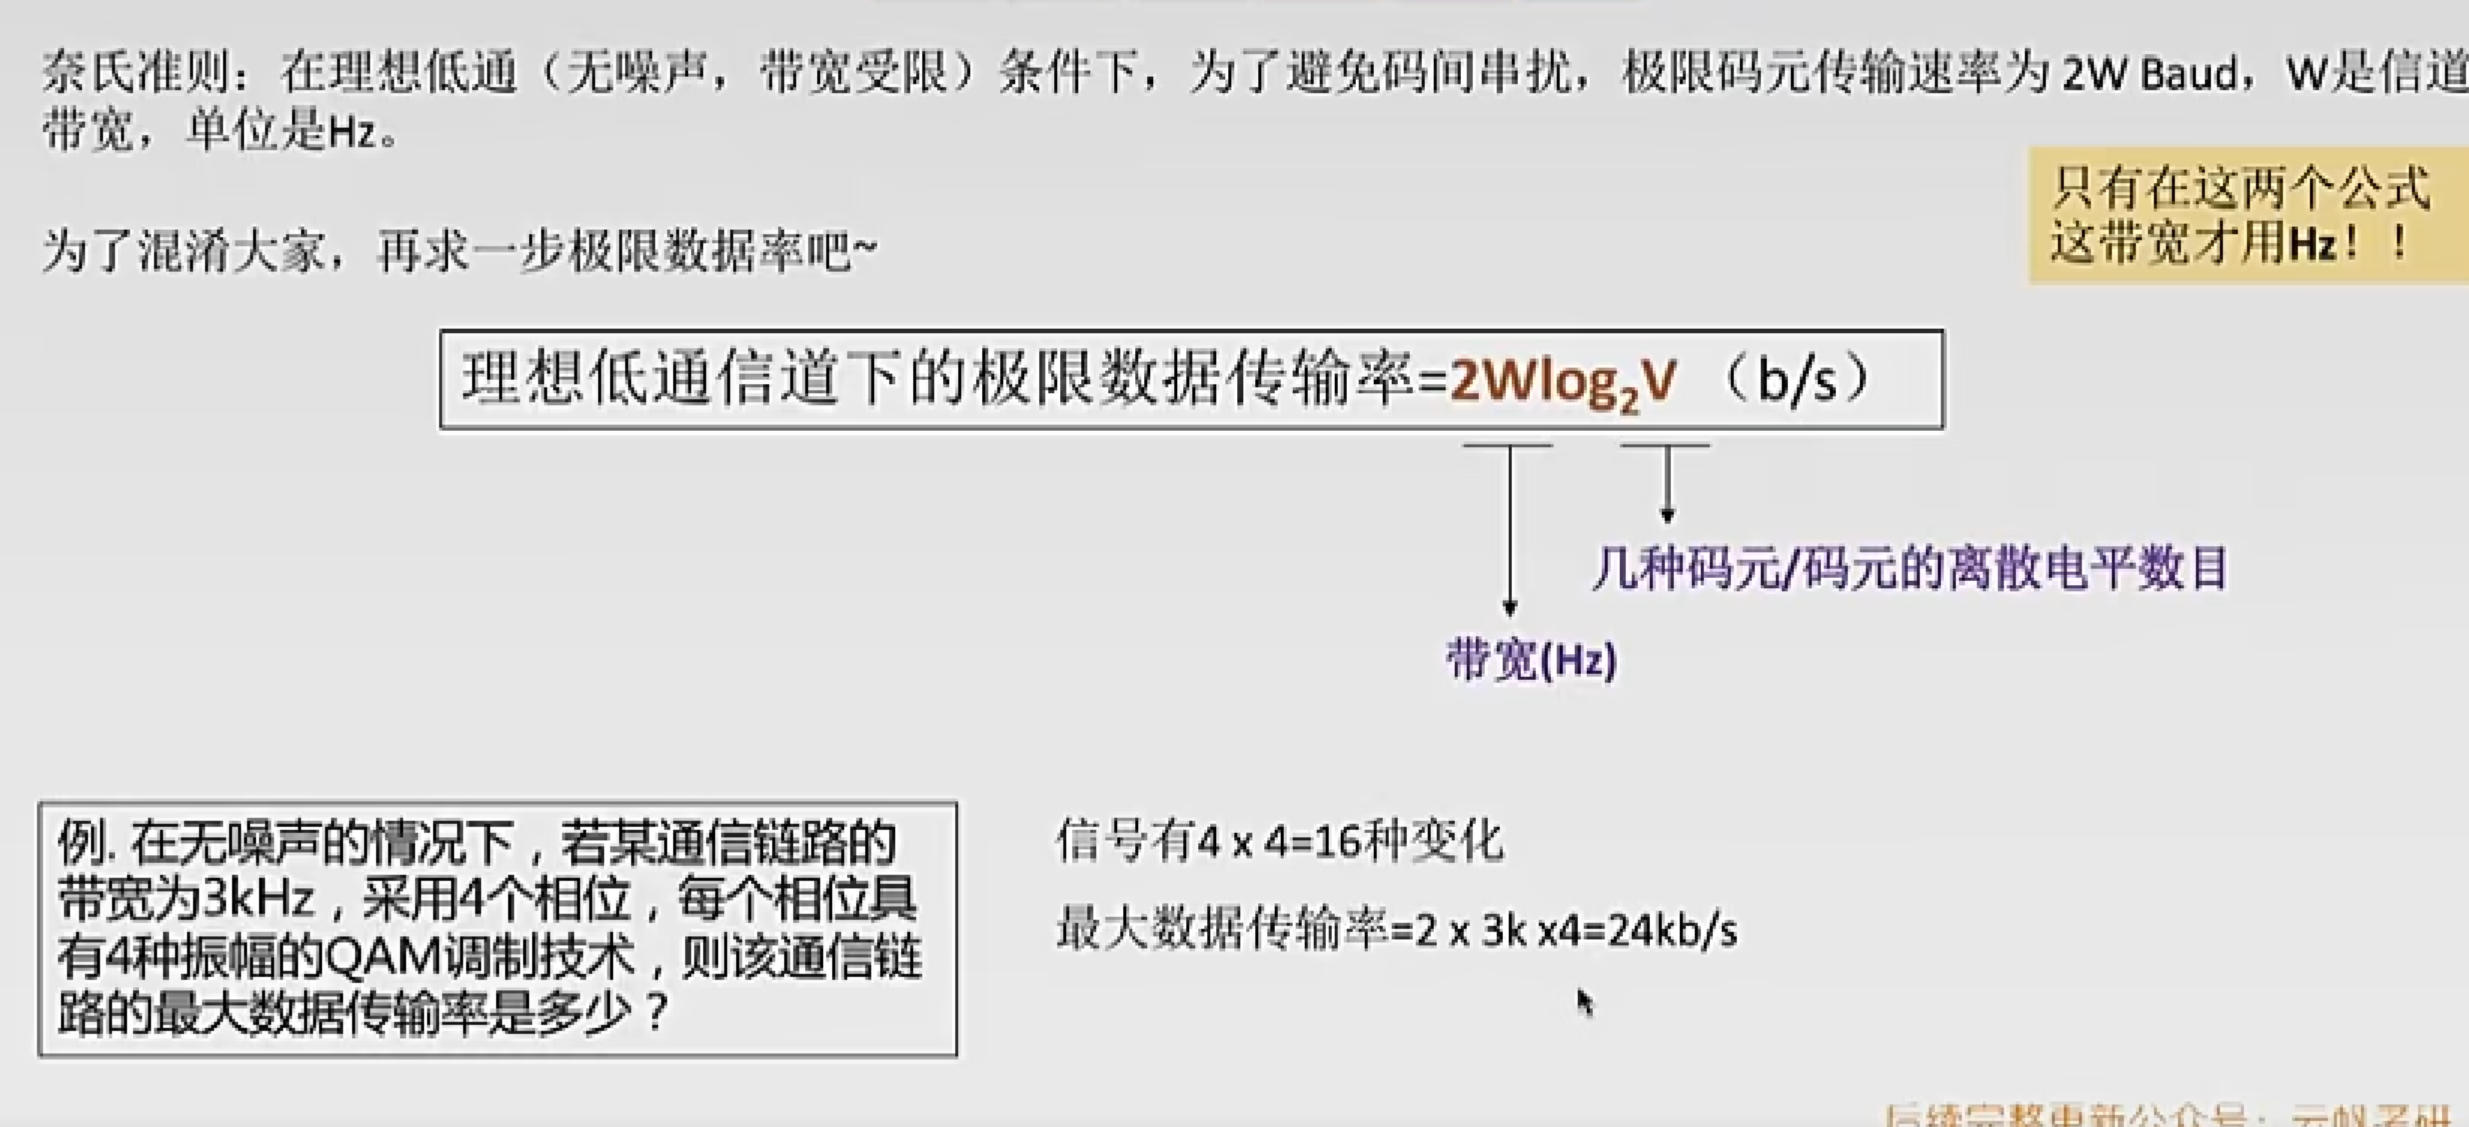 奈氏准则：在理想低通（无噪声，带宽受限）条件下，为了避免码间串扰，极限码元传输速率为 2W Baud，W是信道
带宽，单位是Hz。
只有在这两个公式
这带宽才用Hz！！
为了混淆大家，再求一步极限数据率吧~
理想低通信道下的极限数据传输率=2Wlog₂V （b/s）
几种码元/码元的离散电平数目
带宽(Hz)
例. 在无噪声的情况下，若某通信链路的
带宽为3kHz，采用4个相位，每个相位具
有4种振幅的QAM调制技术，则该通信链
路的最大数据传输率是多少？
信号有4 x 4=16种变化
最大数据传输率=2 x 3k x4=24kb/s
后续完整更新公众号：